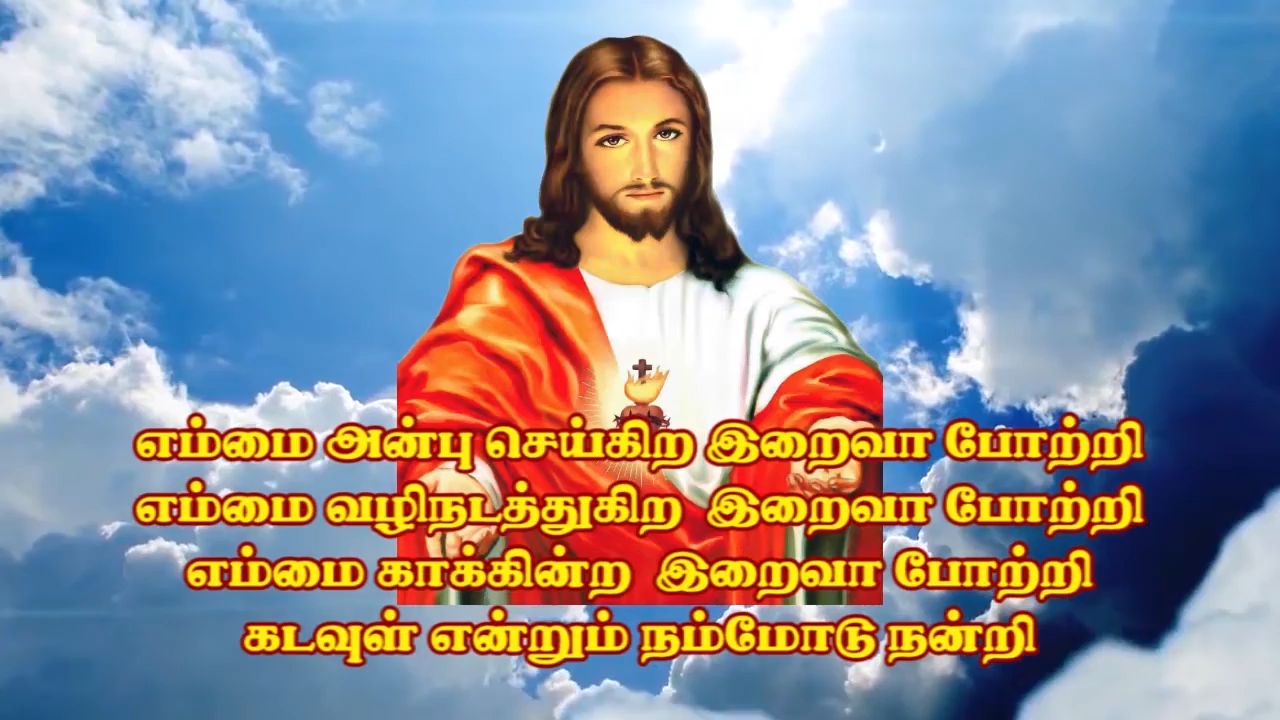 எம்மை அன்பு செய்கிற இறைவா போற்றி
எம்மை வழிநடத்துகிற இறைவா போற்றி
எம்மை காக்கின்ற இறைவா போற்றி
கடவுள் என்றும் நம்மோடு நன்றி